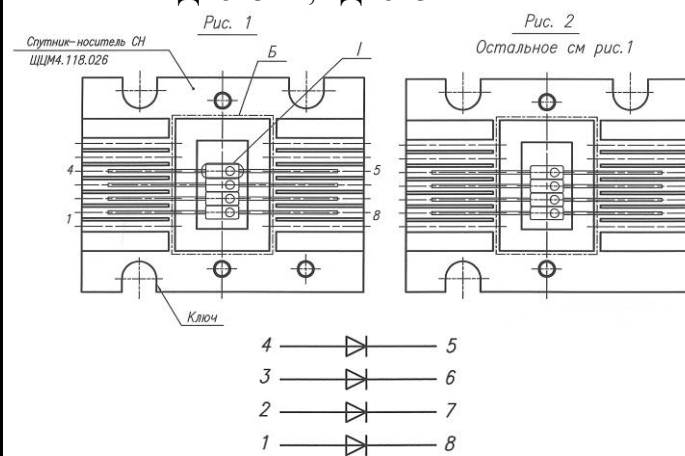 Рис. 1
Рис. 2
Остальное см рис.1
Спутник-носитель СН
ЩЦМ4.118.026
Б
I
4
5
1
8
Ключ
4 5
3 6
2 7
1 8